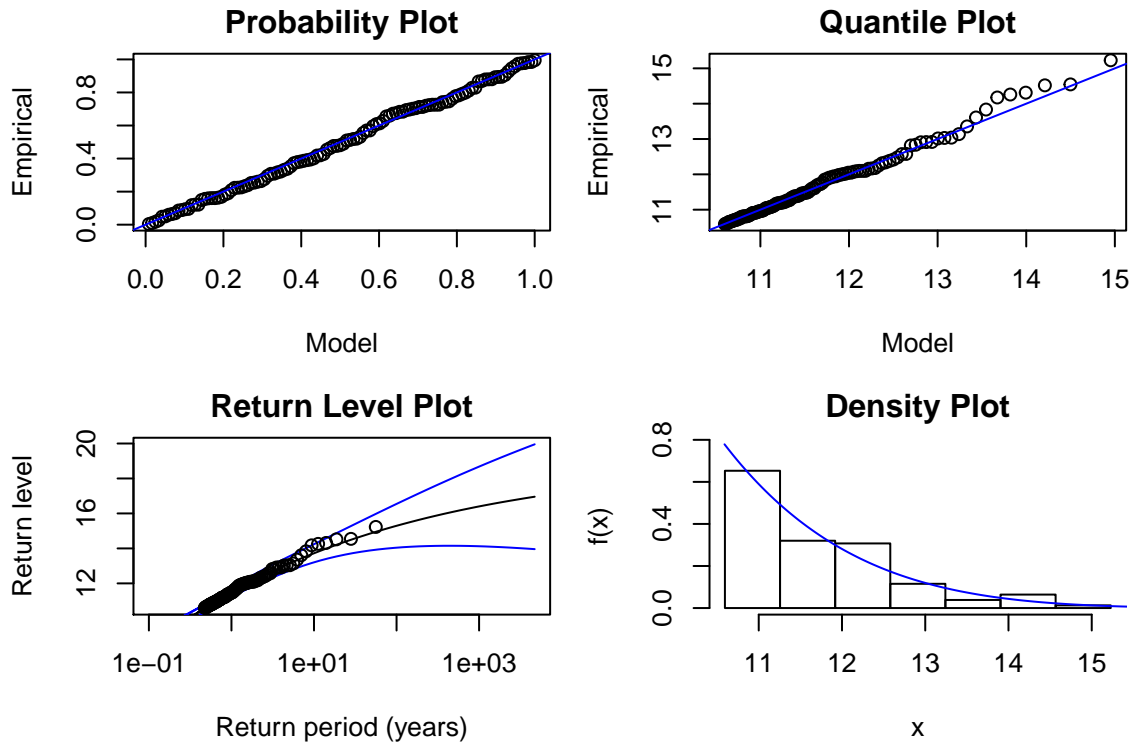 Probability Plot
Empirical
0.0 0.4 0.8
0.0 0.2 0.4 0.6 0.8 1.0
Model
Quantile Plot
Empirical
11 13 15
11 12 13 14 15
Model
Return Level Plot
Return level
12 16 20
1e−01 1e+01 1e+03
Return period (years)
Density Plot
f(x)
0.0 0.4 0.8
11 12 13 14 15
x